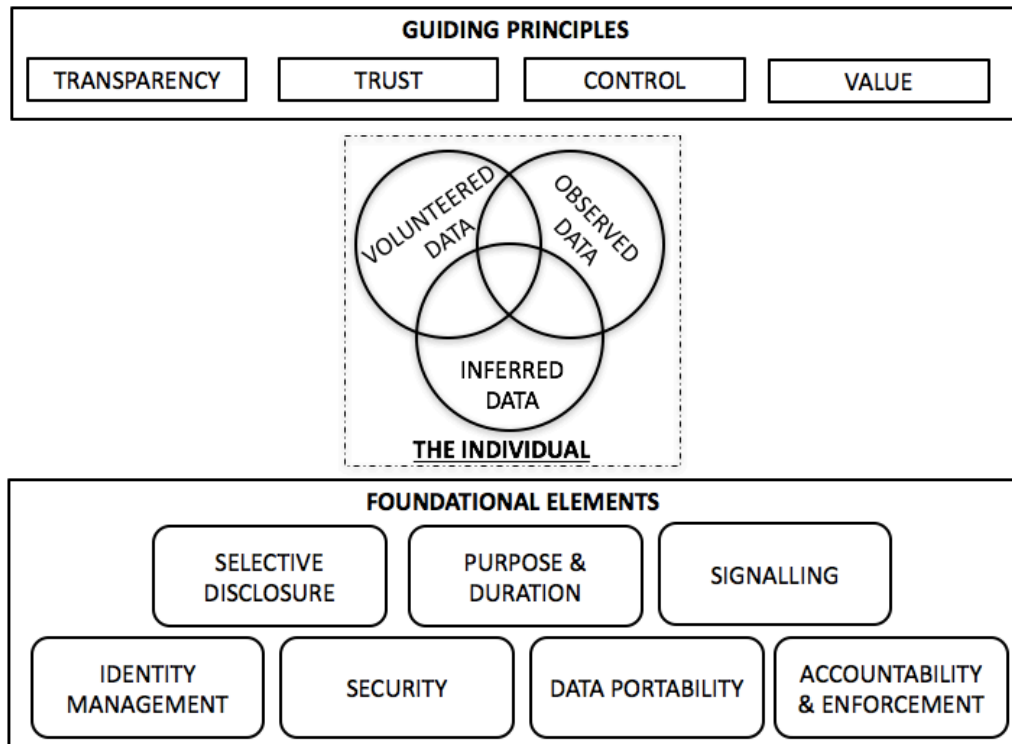 GUIDING PRINCIPLES
TRANSPARENCY
TRUST
CONTROL
VALUE
VOLUNTEERED
DATA
OBSERVED
DATA
INFERRED
DATA
THE INDIVIDUAL
FOUNDATIONAL ELEMENTS
SELECTIVE
DISCLOSURE
PURPOSE &
DURATION
SIGNALLING
IDENTITY
MANAGEMENT
SECURITY
DATA PORTABILITY
ACCOUNTABILITY
& ENFORCEMENT